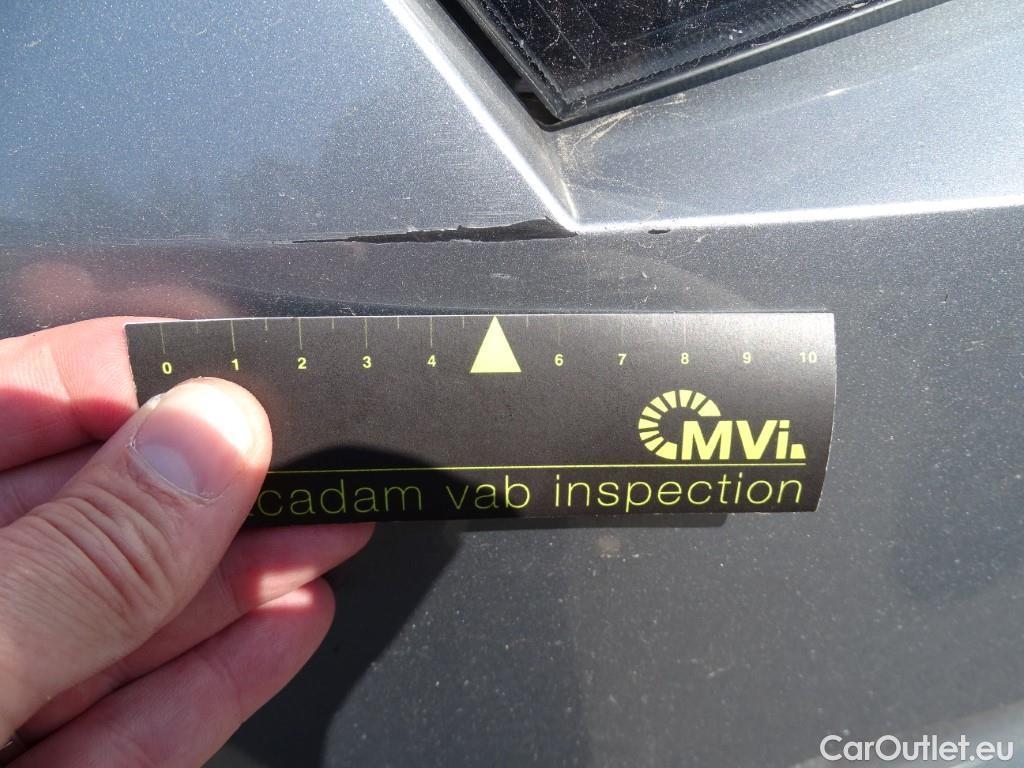 0 1 2 3 4 6 7 8 9 10
MVi.
cadam vab inspection
CarOutlet.eu